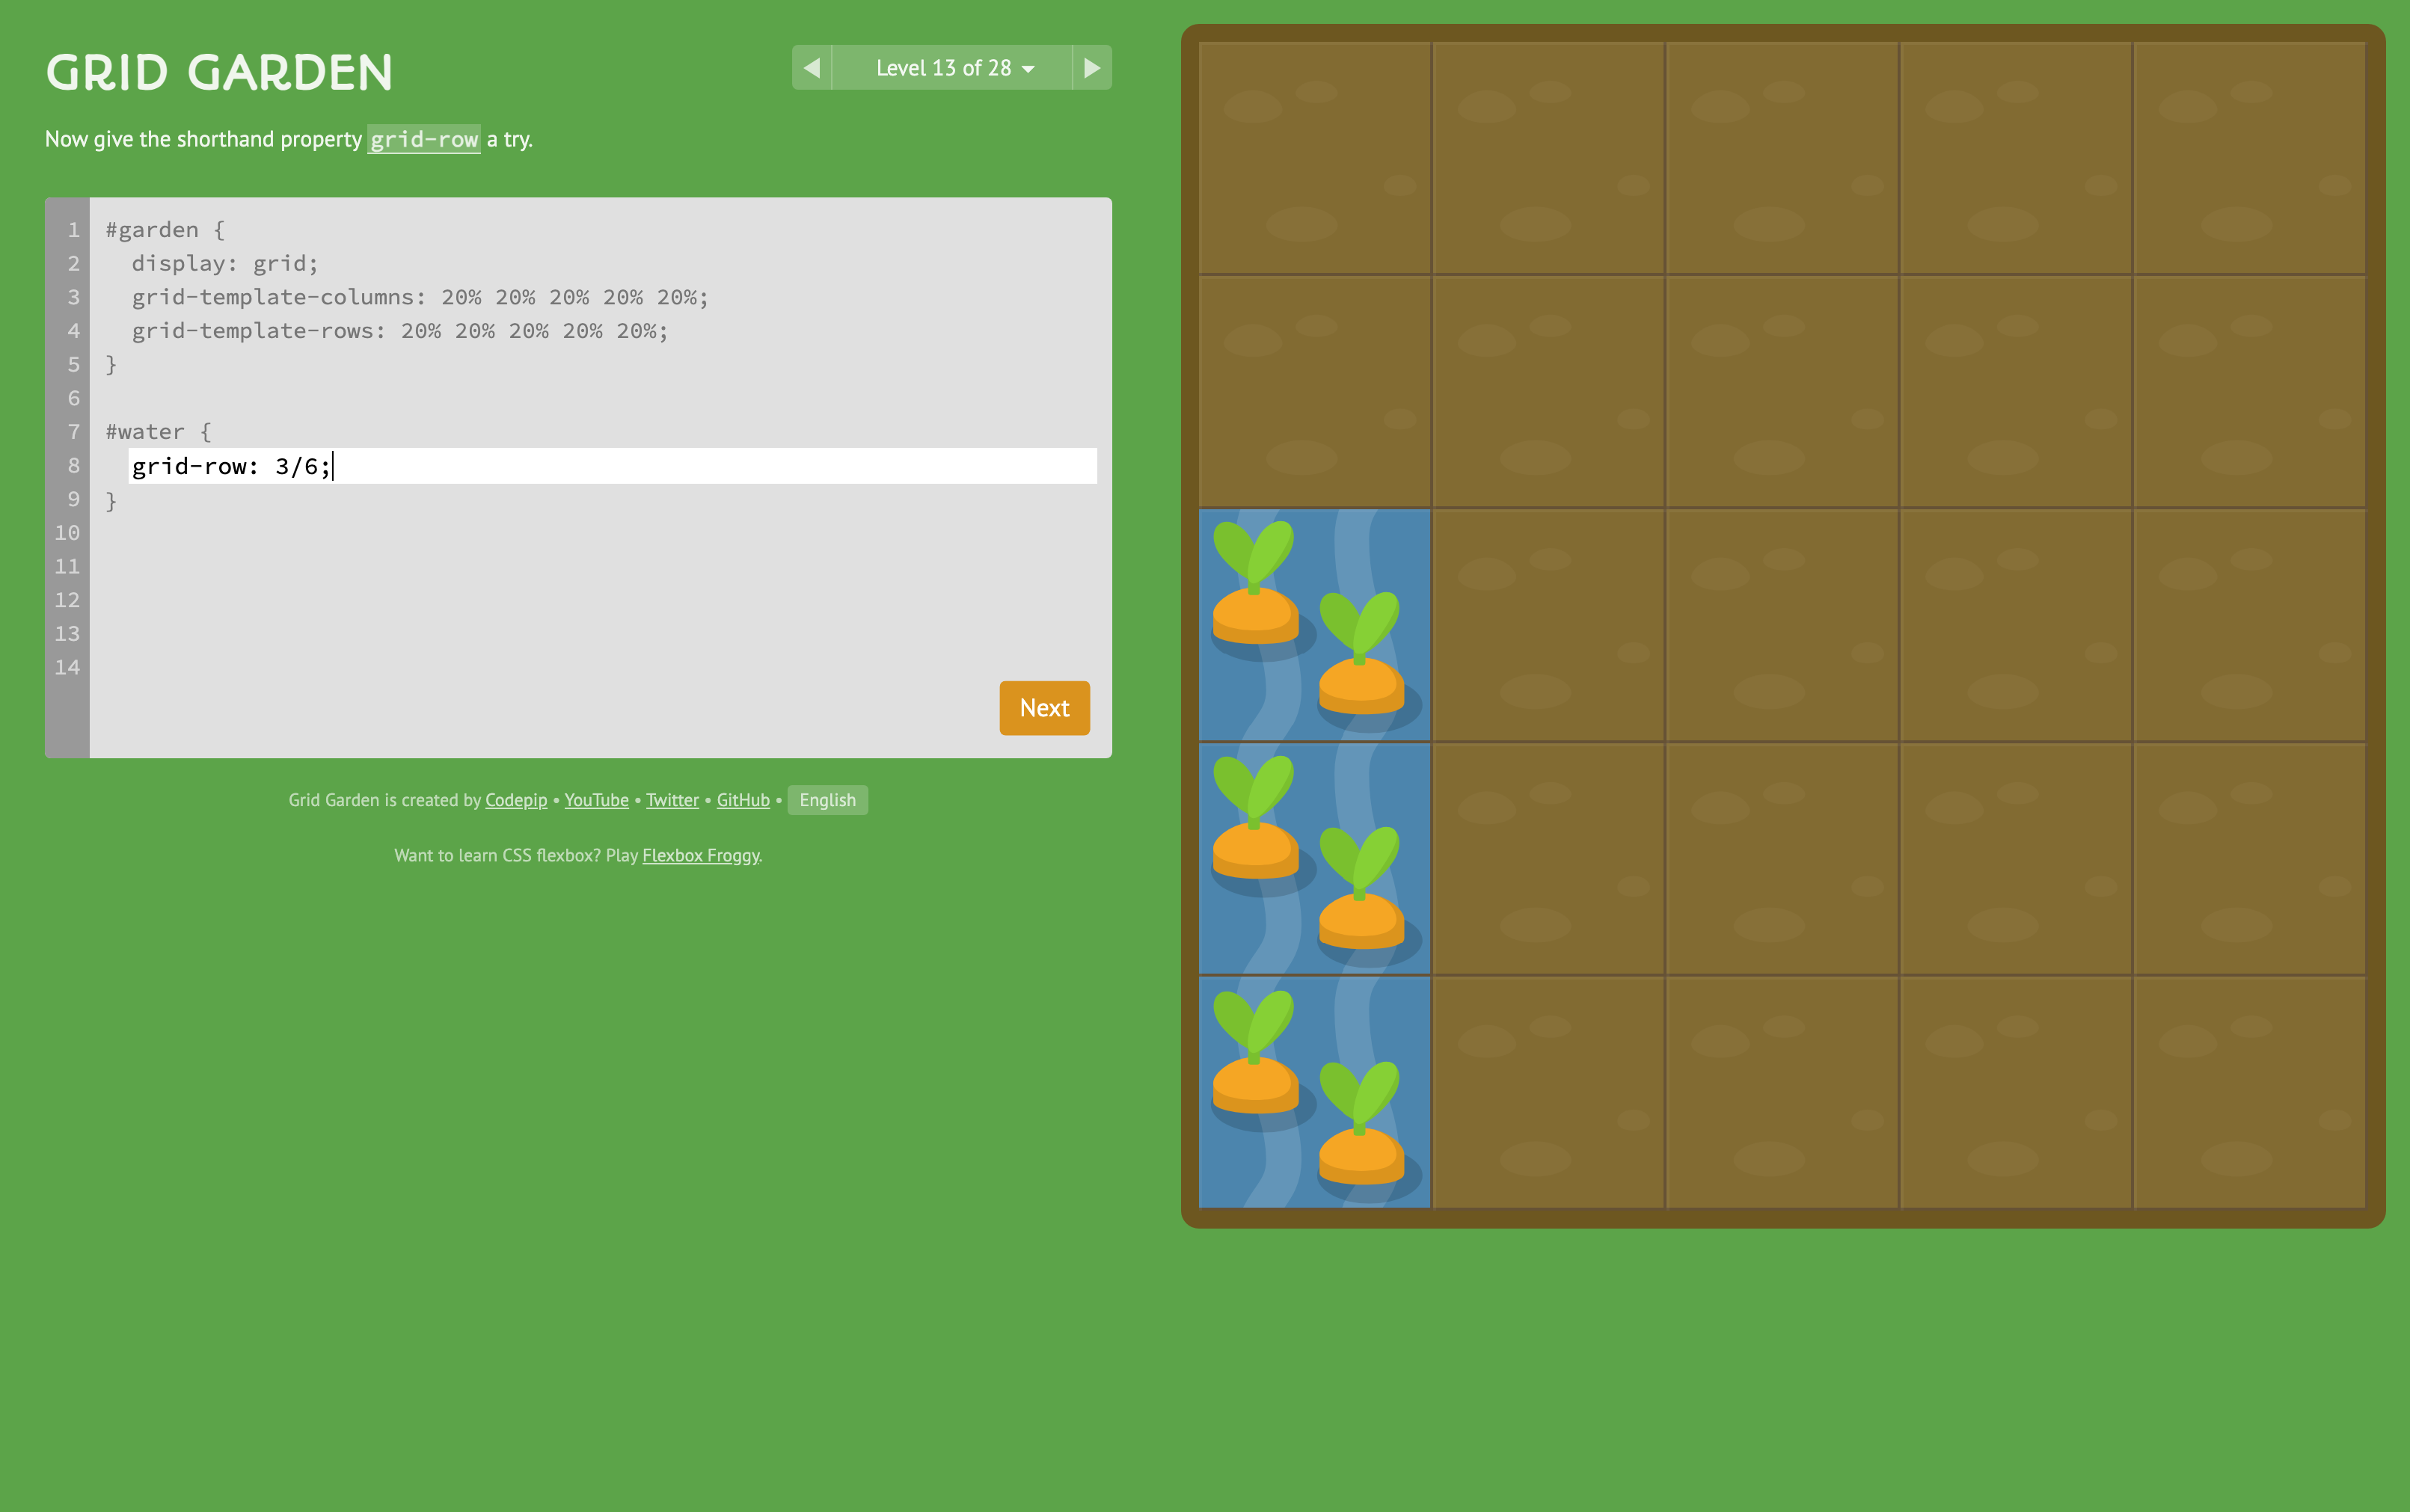 GRID GARDEN
Level 13 of 28
Now give the shorthand property grid-row a try.
1 #garden {
2 display: grid;
3 grid-template-columns: 20% 20% 20% 20% 20%;
4 grid-template-rows: 20% 20% 20% 20% 20%;
5 }
6
7 #water {
8 grid-row: 3/6;
9 }
10
11
12
13
14
Next
Grid Garden is created by Codepip • YouTube • Twitter • GitHub • English
Want to learn CSS flexbox? Play Flexbox Froggy.